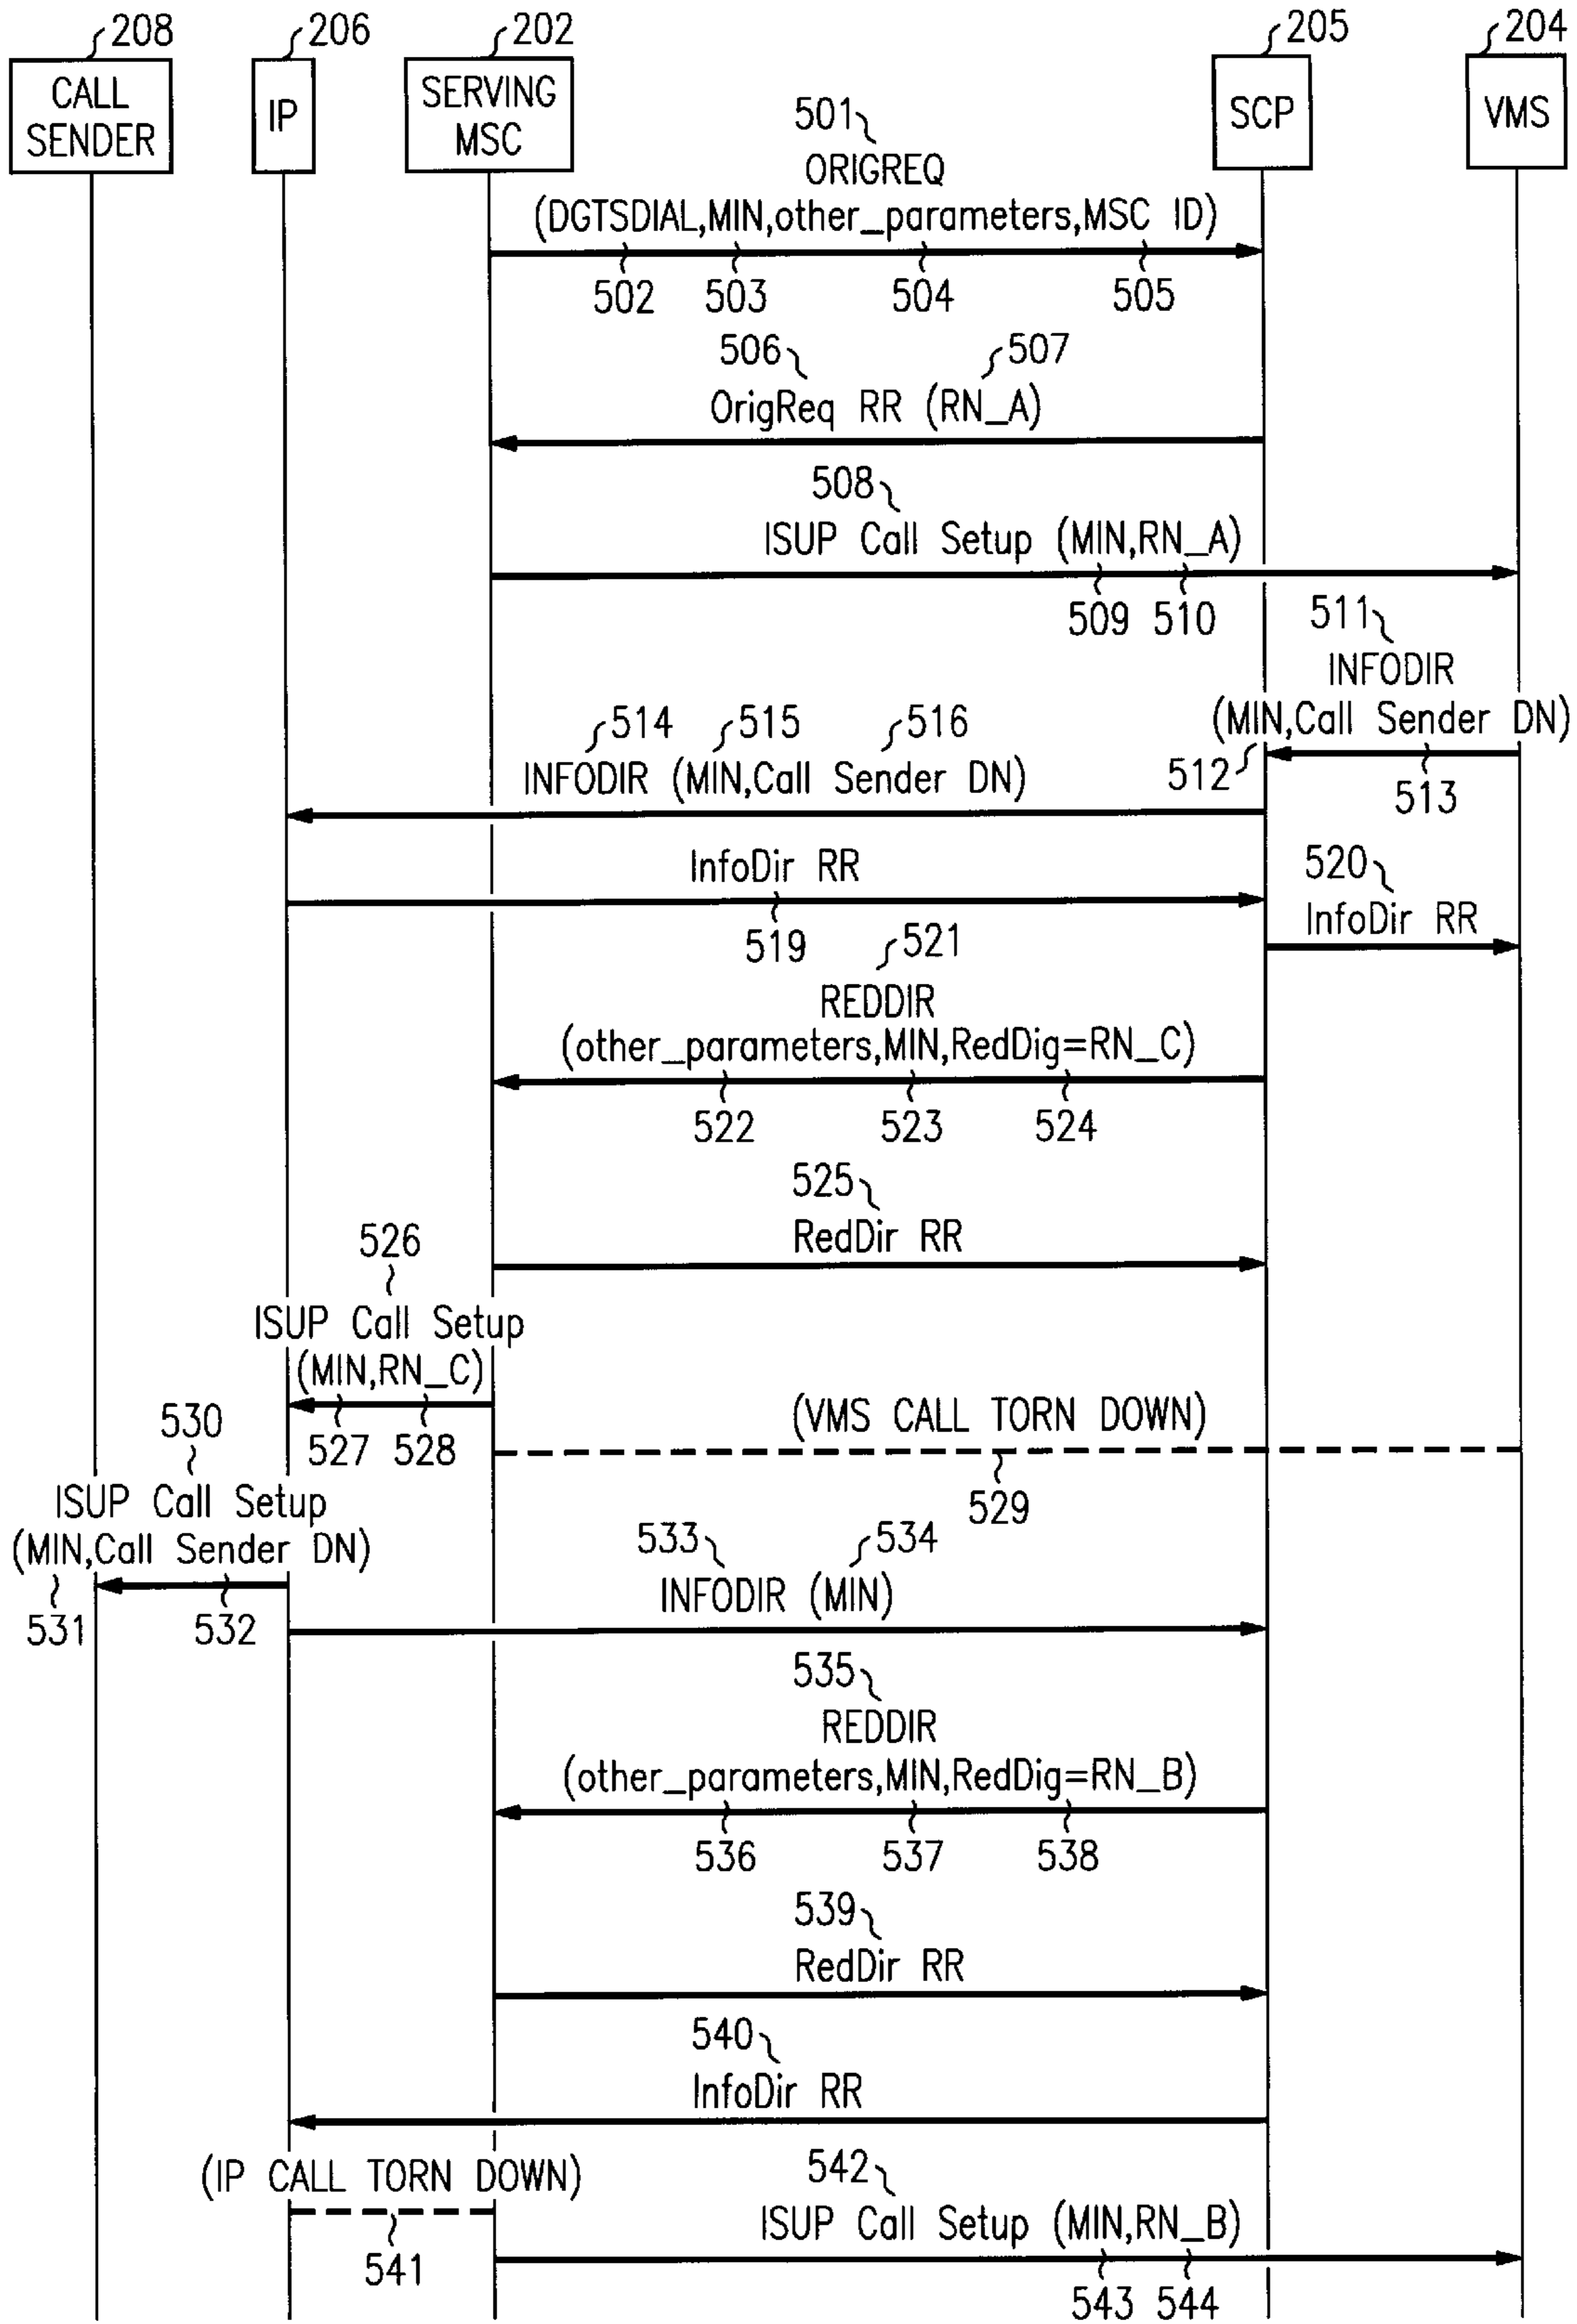 208
206
202
205
204
CALL
SENDER
IP
SERVING
MSC
SCP
VMS
501
ORIGREQ
(DGTSDIAL,MIN,other_parameters,MSC ID)
502
503
504
505
506
507
OrigReq RR (RN_A)
508
ISUP Call Setup (MIN,RN_A)
509
510
511
INFODIR
(MIN,Call Sender DN)
512
513
514
515
516
INFODIR (MIN,Call Sender DN)
InfoDir RR
519
520
InfoDir RR
521
REDDIR
(other_parameters,MIN,RedDig=RN_C)
522
523
524
525
RedDir RR
526
ISUP Call Setup
(MIN,RN_C)
527
528
(VMS CALL TORN DOWN)
529
530
ISUP Call Setup
(MIN,Call Sender DN)
531
532
533
534
INFODIR (MIN)
535
REDDIR
(other_parameters,MIN,RedDig=RN_B)
536
537
538
539
RedDir RR
540
InfoDir RR
(IP CALL TORN DOWN)
541
542
ISUP Call Setup (MIN,RN_B)
543
544